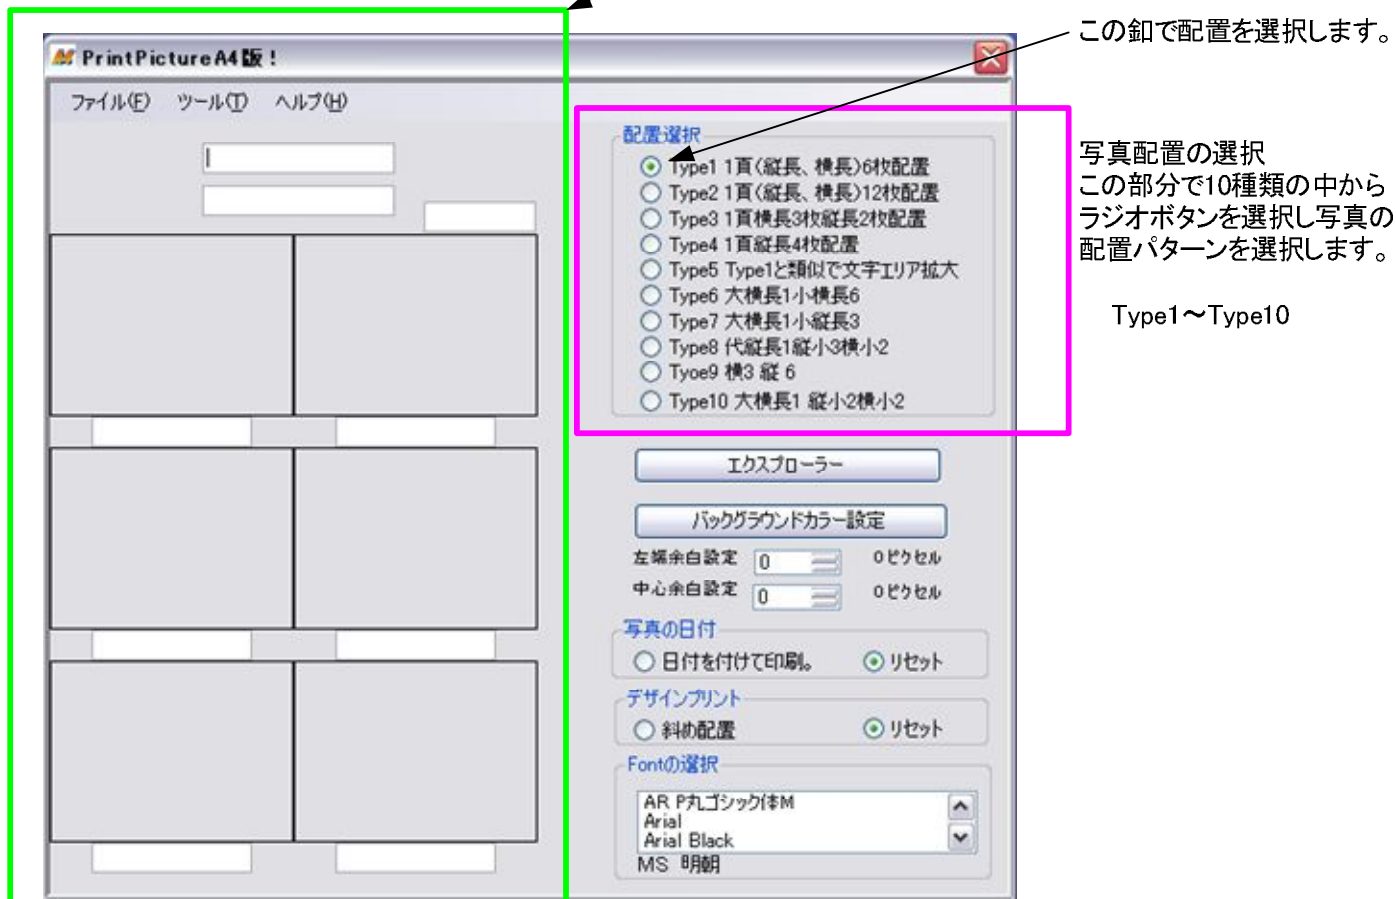 この釦で配置を選択します。
PrintPictureA4版！
ファイル(F) ツール(T) ヘルプ(H)
配置選択
Type1 1頁(縦長、横長)6枚配置
Type2 1頁(縦長、横長)12枚配置
Type3 1頁横長3枚縦長2枚配置
Type4 1頁縦長4枚配置
Type5 Type1と類似で文字エリア拡大
Type6 大横長1小横長6
Type7 大横長1小縦長3
Type8 代縦長1縦小3横小2
Tyoe9 横3 縦 6
Type10 大横長1 縦小2横小2
写真配置の選択
この部分で10種類の中から
ラジオボタンを選択し写真の
配置パターンを選択します。
Type1～Type10
エクスプローラー
バックグラウンドカラー設定
左端余白設定 0 0ピクセル
中心余白設定 0 0ピクセル
写真の日付
日付を付けて印刷。 リセット
デザインプリント
斜め配置 リセット
Fontの選択
AR P丸ゴシック体M
Arial
Arial Black
MS 明朝